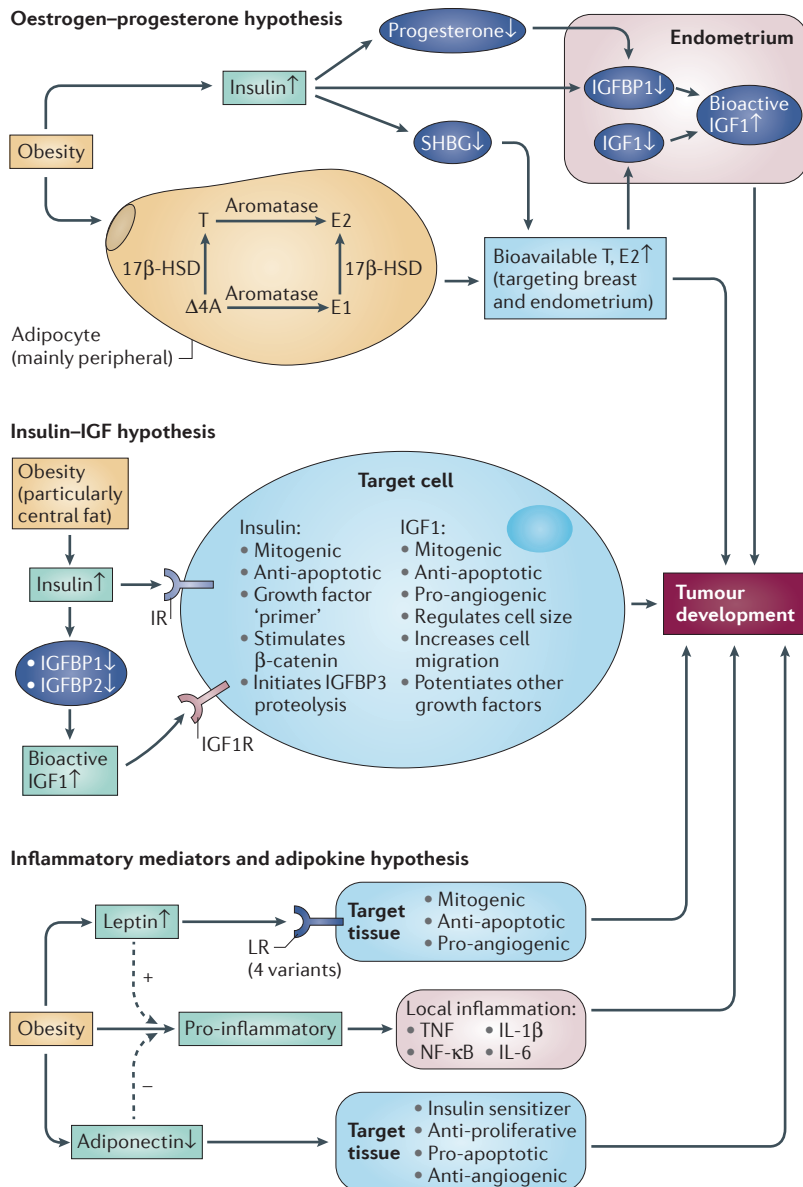 Oestrogen–progesterone hypothesis
Progesterone↓
Endometrium
Insulin↑
IGFBP1↓
Bioactive
IGF1↑
Obesity
SHBG↓
IGF1↓
T
Aromatase
E2
17β-HSD
17β-HSD
Δ4A
Aromatase
E1
Bioavailable T, E2↑
(targeting breast
and endometrium)
Adipocyte
(mainly peripheral)
Insulin–IGF hypothesis
Obesity
(particularly
central fat)
Insulin↑
IR
• IGFBP1↓
• IGFBP2↓
Bioactive
IGF1↑
IGF1R
Target cell
Insulin:
• Mitogenic
• Anti-apoptotic
• Growth factor
'primer'
• Stimulates
β-catenin
• Initiates IGFBP3
proteolysis
IGF1:
• Mitogenic
• Anti-apoptotic
• Pro-angiogenic
• Regulates cell size
• Increases cell
migration
• Potentiates other
growth factors
Tumour
development
Inflammatory mediators and adipokine hypothesis
Leptin↑
LR
(4 variants)
Target
tissue
• Mitogenic
• Anti-apoptotic
• Pro-angiogenic
+
Obesity
Pro-inflammatory
Local inflammation:
• TNF • IL-1β
• NF-κB • IL-6
–
Adiponectin↓
Target
tissue
• Insulin sensitizer
• Anti-proliferative
• Pro-apoptotic
• Anti-angiogenic